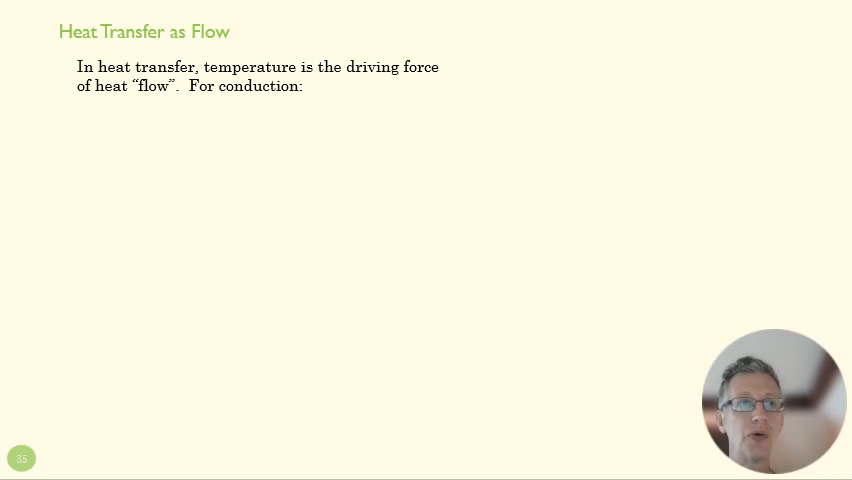 Heat Transfer as Flow
In heat transfer, temperature is the driving force
of heat “flow”.  For conduction:
35